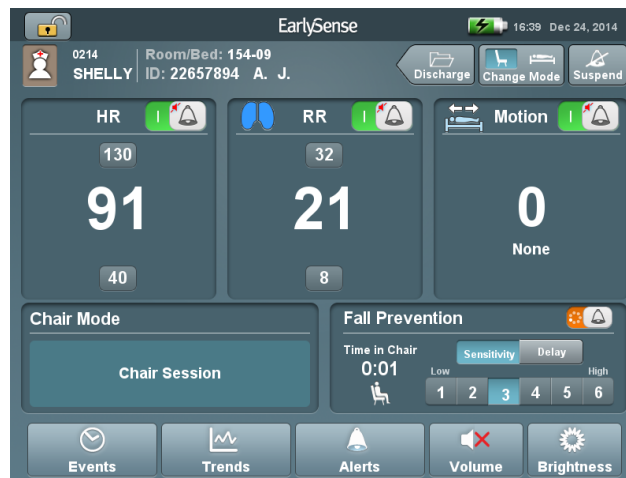 EarlySense
16:39 Dec 24, 2014
0214
SHELLY
Room/Bed: 154-09
ID: 22657894 A. J.
Discharge
Change Mode
Suspend
HR
I
130
91
40
RR
I
32
21
8
Motion
I
0
None
Chair Mode
Chair Session
Fall Prevention
Time in Chair
0:01
Sensitivity
Delay
Low
High
1 2 3 4 5 6
Events
Trends
Alerts
Volume
Brightness